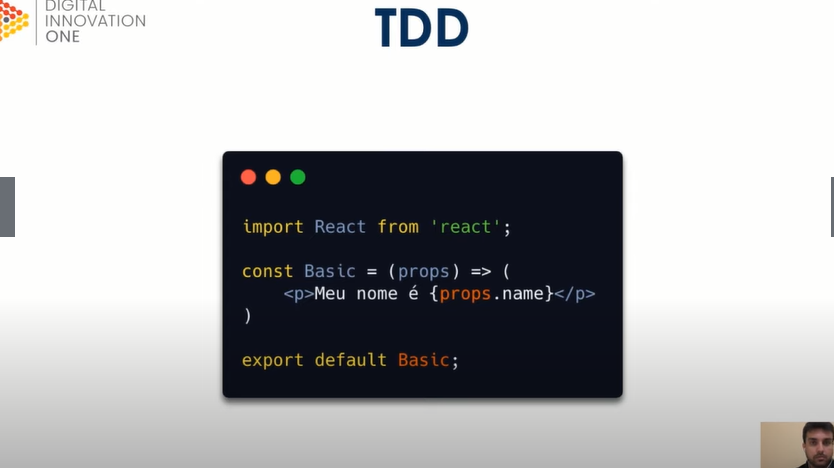 DIGITAL
INNOVATION
ONE
TDD
import React from 'react';
const Basic = (props) => (
    <p>Meu nome é {props.name}</p>
)
export default Basic;